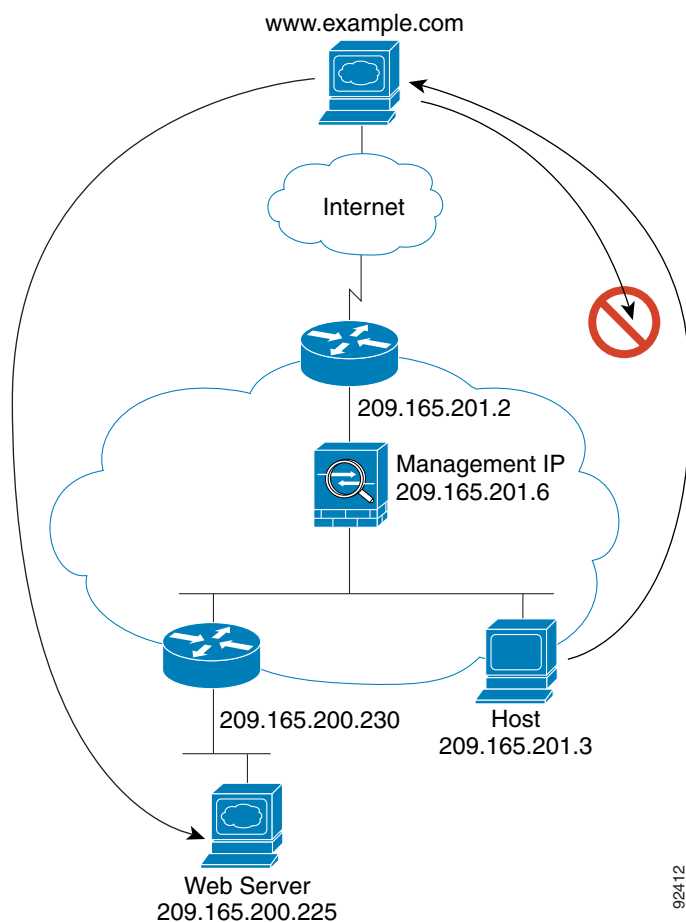 www.example.com
Internet
209.165.201.2
Management IP
209.165.201.6
209.165.200.230
Host
209.165.201.3
Web Server
209.165.200.225
92412